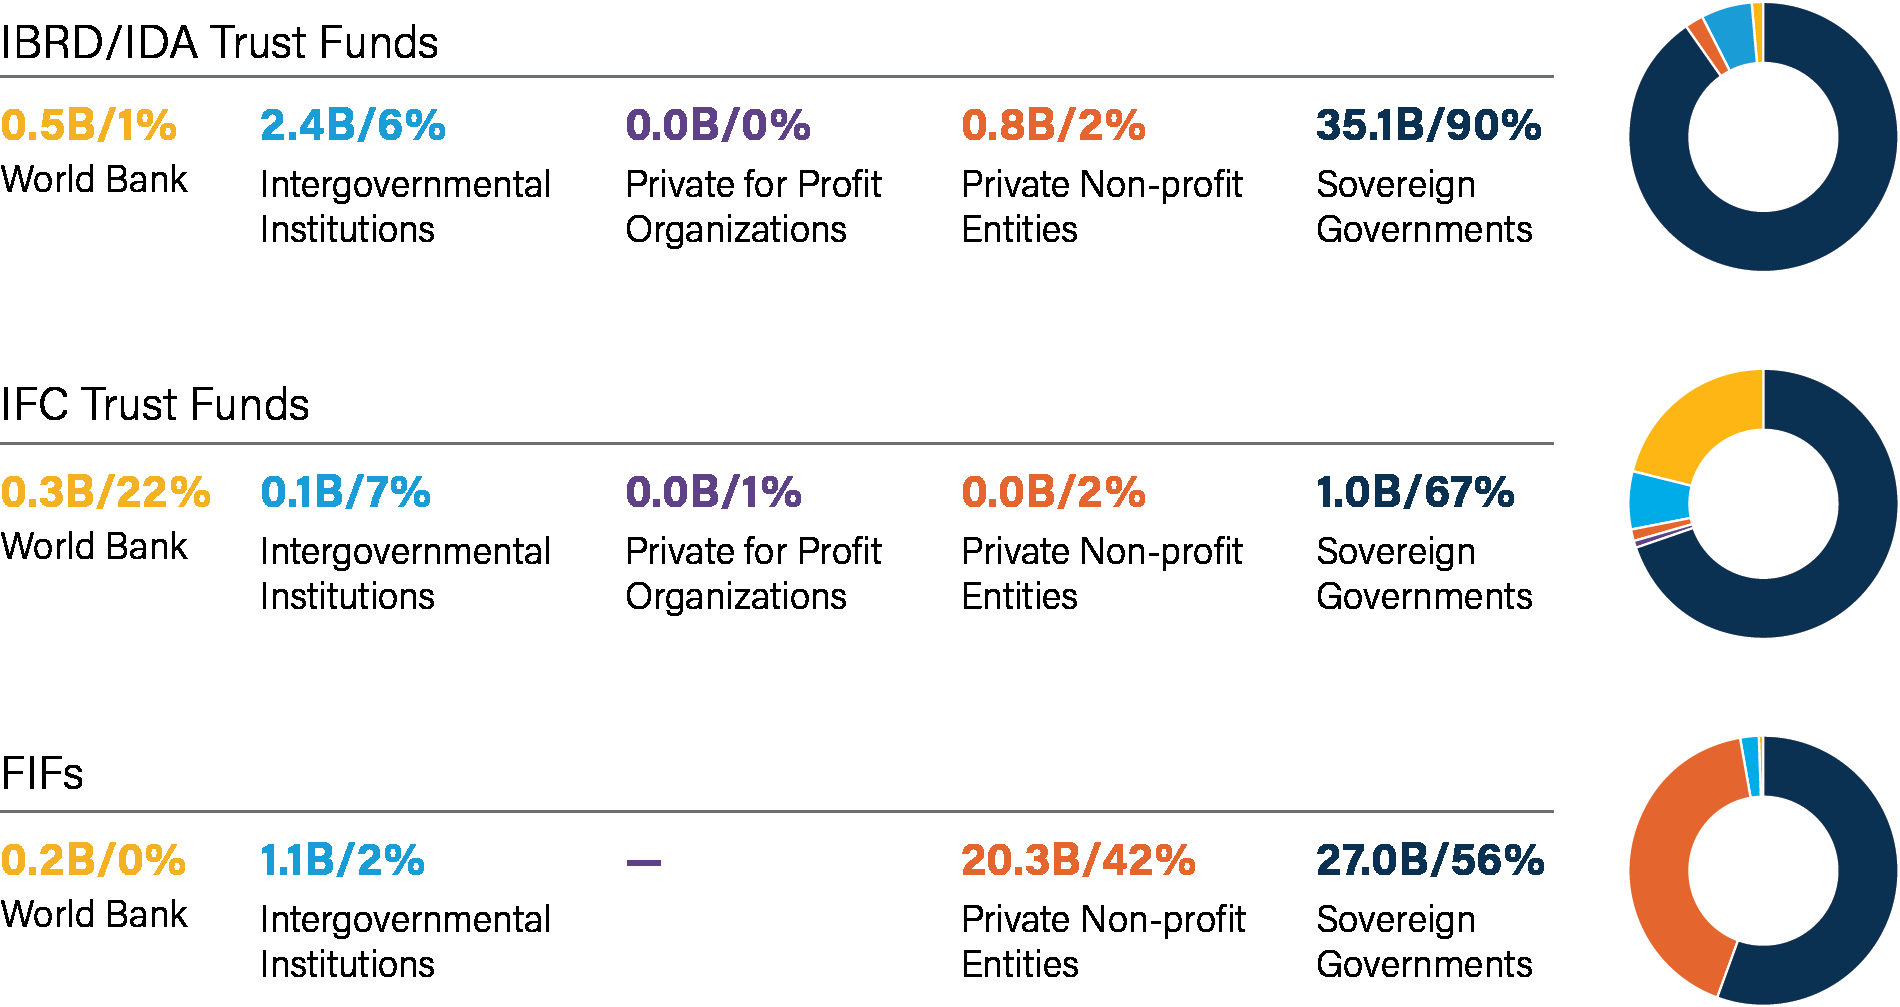 IBRD/IDA Trust Funds
0.5B/1% 2.4B/6% 0.0B/0% 0.8B/2% 35.1B/90%
World Bank Intergovernmental Private for Profit Private Non-profit Sovereign
Institutions Organizations Entities Governments
IFC Trust Funds
0.3B/22% 0.1B/7% 0.0B/1% 0.0B/2% 1.0B/67%
World Bank Intergovernmental Private for Profit Private Non-profit Sovereign
Institutions Organizations Entities Governments
FIFs
0.2B/0% 1.1B/2% — 20.3B/42% 27.0B/56%
World Bank Intergovernmental Private Non-profit Sovereign
Institutions Entities Governments